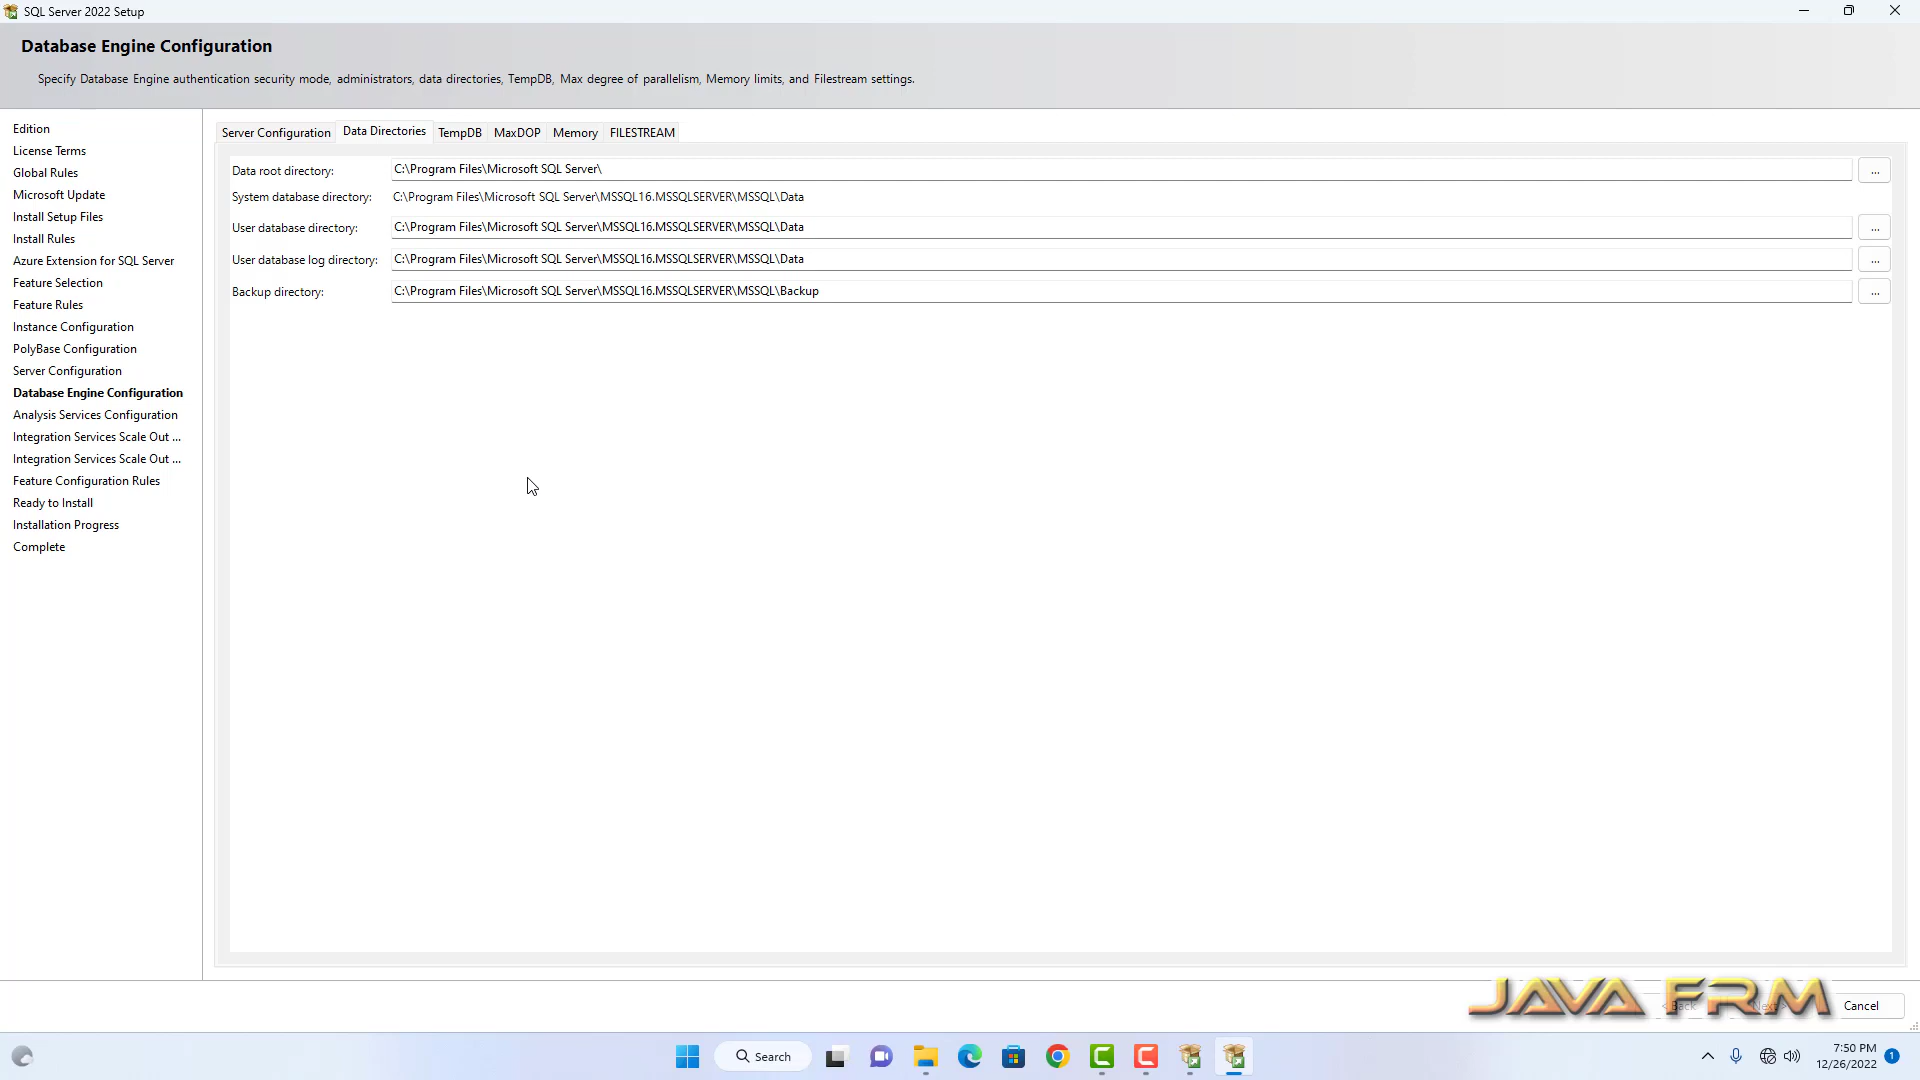 SQL Server 2022 Setup
Database Engine Configuration
Specify Database Engine authentication security mode, administrators, data directories, TempDB, Max degree of parallelism, Memory limits, and Filestream settings.
Edition
License Terms
Global Rules
Microsoft Update
Install Setup Files
Install Rules
Azure Extension for SQL Server
Feature Selection
Feature Rules
Instance Configuration
PolyBase Configuration
Server Configuration
Database Engine Configuration
Analysis Services Configuration
Integration Services Scale Out ...
Integration Services Scale Out ...
Feature Configuration Rules
Ready to Install
Installation Progress
Complete
Server Configuration Data Directories TempDB MaxDOP Memory FILESTREAM
Data root directory: C:\Program Files\Microsoft SQL Server\ ...
System database directory: C:\Program Files\Microsoft SQL Server\MSSQL16.MSSQLSERVER\MSSQL\Data
User database directory: C:\Program Files\Microsoft SQL Server\MSSQL16.MSSQLSERVER\MSSQL\Data ...
User database log directory: C:\Program Files\Microsoft SQL Server\MSSQL16.MSSQLSERVER\MSSQL\Data ...
Backup directory: C:\Program Files\Microsoft SQL Server\MSSQL16.MSSQLSERVER\MSSQL\Backup ...
JAVA FRM
< Back Next > Cancel
Search
7:50 PM
12/26/2022 1